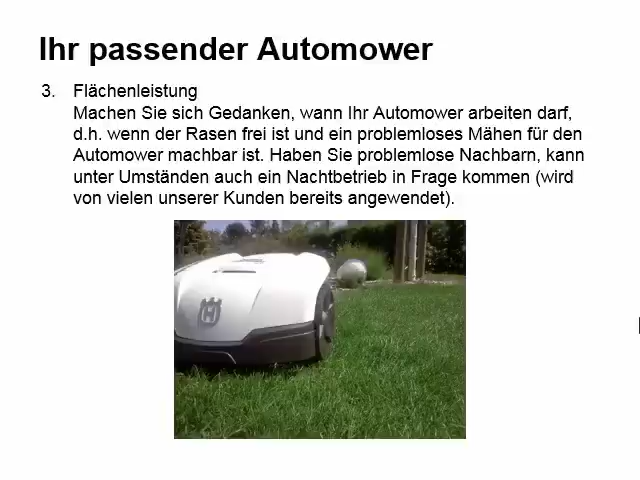 Ihr passender Automower
3. Flächenleistung
Machen Sie sich Gedanken, wann Ihr Automower arbeiten darf,
d.h. wenn der Rasen frei ist und ein problemloses Mähen für den
Automower machbar ist. Haben Sie problemlose Nachbarn, kann
unter Umständen auch ein Nachtbetrieb in Frage kommen (wird
von vielen unserer Kunden bereits angewendet).
H